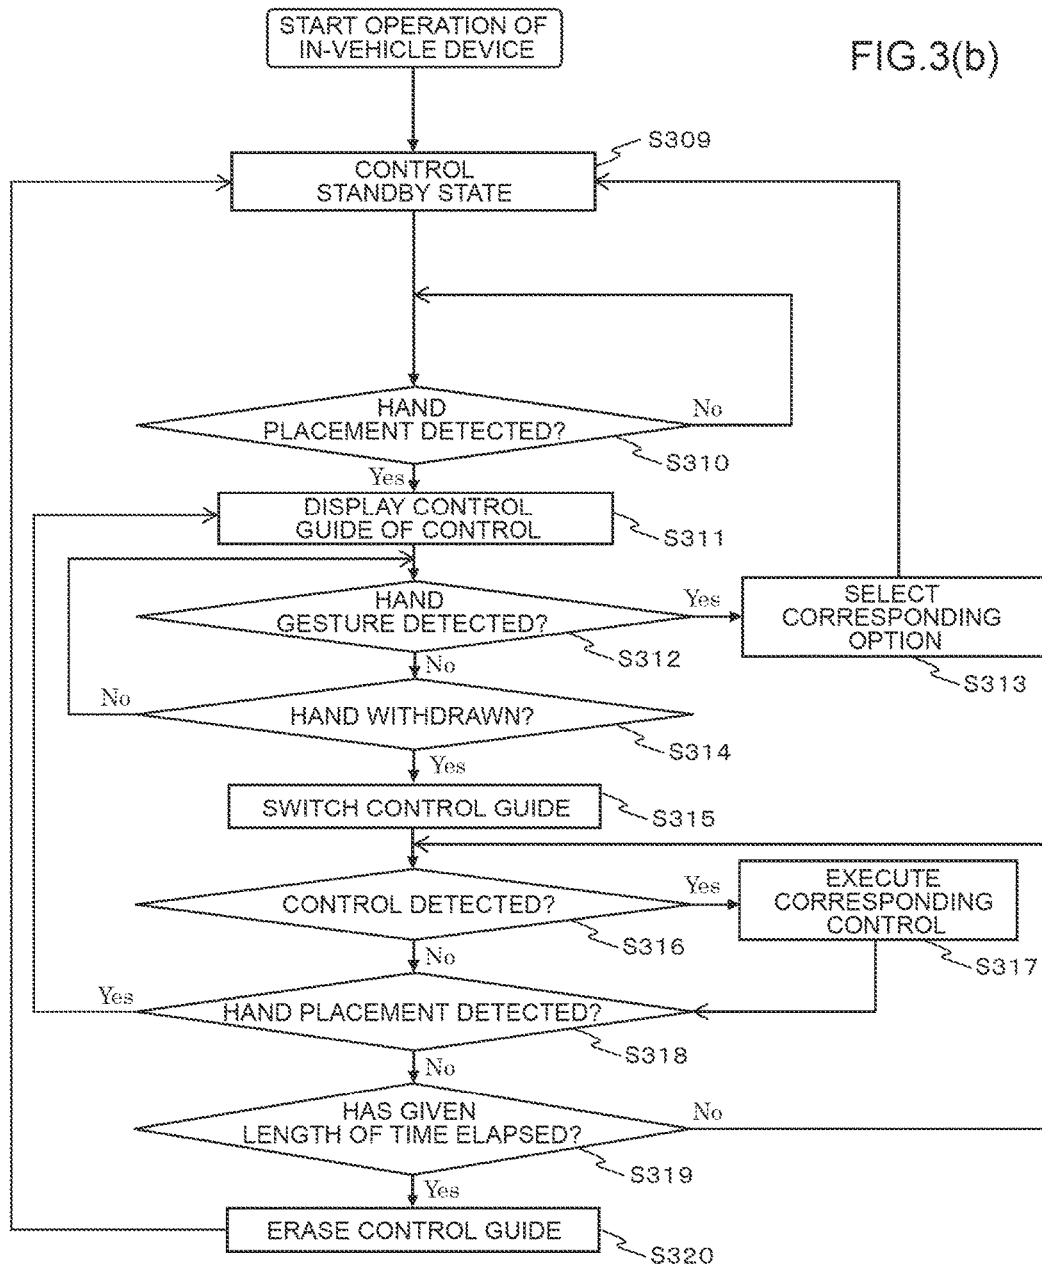 START OPERATION OF
IN-VEHICLE DEVICE
FIG.3(b)
S309
CONTROL
STANDBY STATE
HAND
PLACEMENT DETECTED?
No
S310
Yes
DISPLAY CONTROL
GUIDE OF CONTROL
S311
HAND
GESTURE DETECTED?
Yes
SELECT
CORRESPONDING
OPTION
S312
No
S313
No
HAND WITHDRAWN?
S314
Yes
SWITCH CONTROL GUIDE
S315
CONTROL DETECTED?
Yes
EXECUTE
CORRESPONDING
CONTROL
S316
No
S317
Yes
HAND PLACEMENT DETECTED?
S318
No
HAS GIVEN
LENGTH OF TIME ELAPSED?
No
S319
Yes
ERASE CONTROL GUIDE
S320